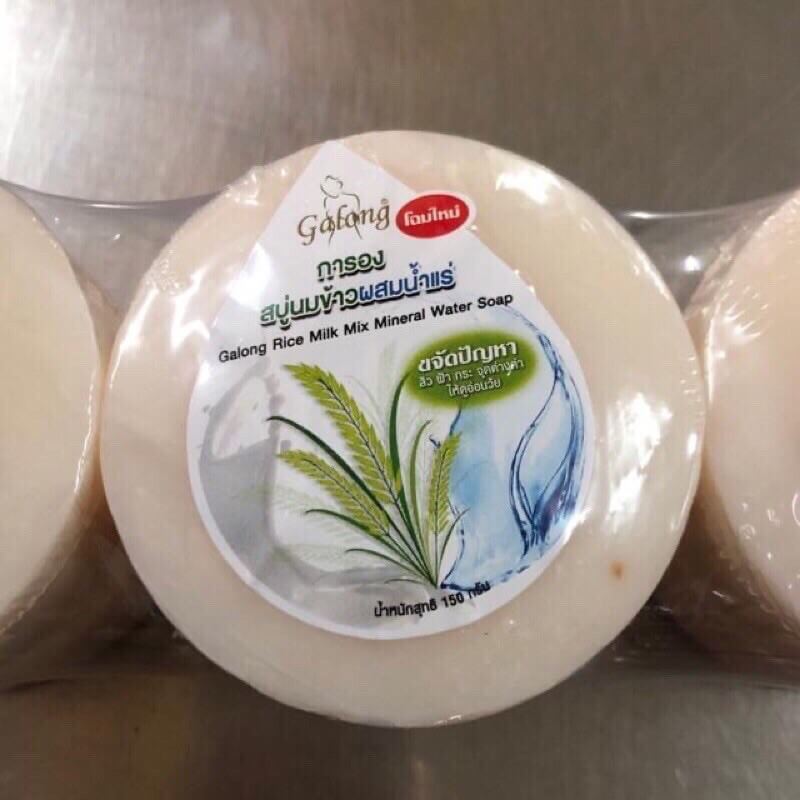 Galong
โฉมใหม่
การอง
สบู่นมข้าวผสมน้ำแร่
Galong Rice Milk Mix Mineral Water Soap
ขจัดปัญหา
สิว ฝ้า กระ จุดด่างดำ
ให้ดูอ่อนวัย
น้ำหนักสุทธิ 150 กรัม